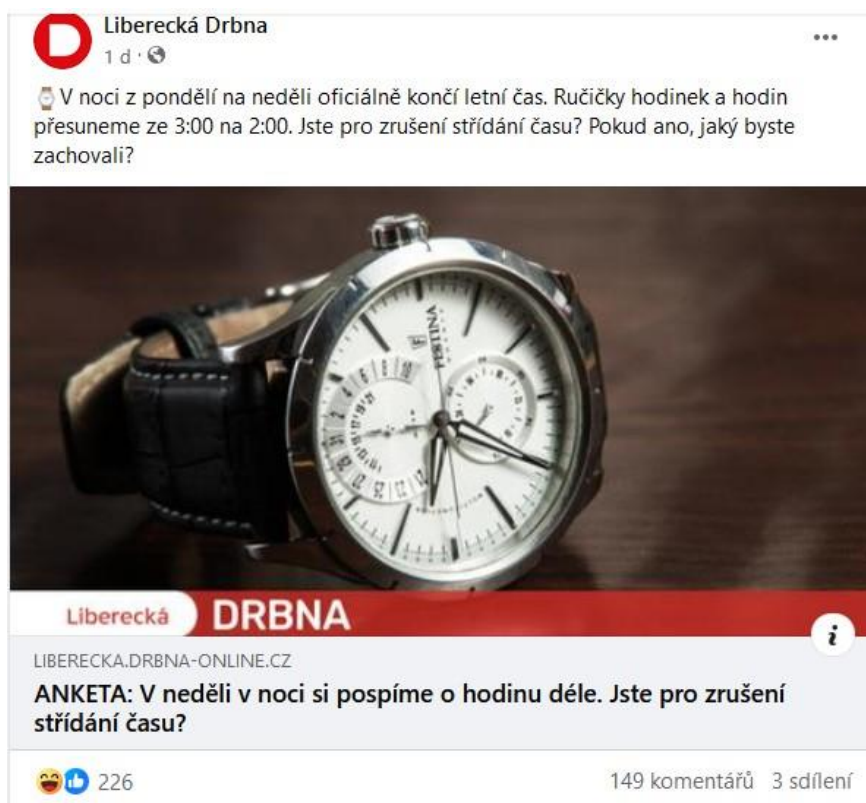 Liberecká Drbna
1 d ·
V noci z pondělí na neděli oficiálně končí letní čas. Ručičky hodinek a hodin
přesuneme ze 3:00 na 2:00. Jste pro zrušení střídání času? Pokud ano, jaký byste
zachovali?
FESTINA
Liberecká DRBNA
LIBERECKA.DRBNA-ONLINE.CZ
ANKETA: V neděli v noci si pospíme o hodinu déle. Jste pro zrušení
střídání času?
226
149 komentářů 3 sdílení